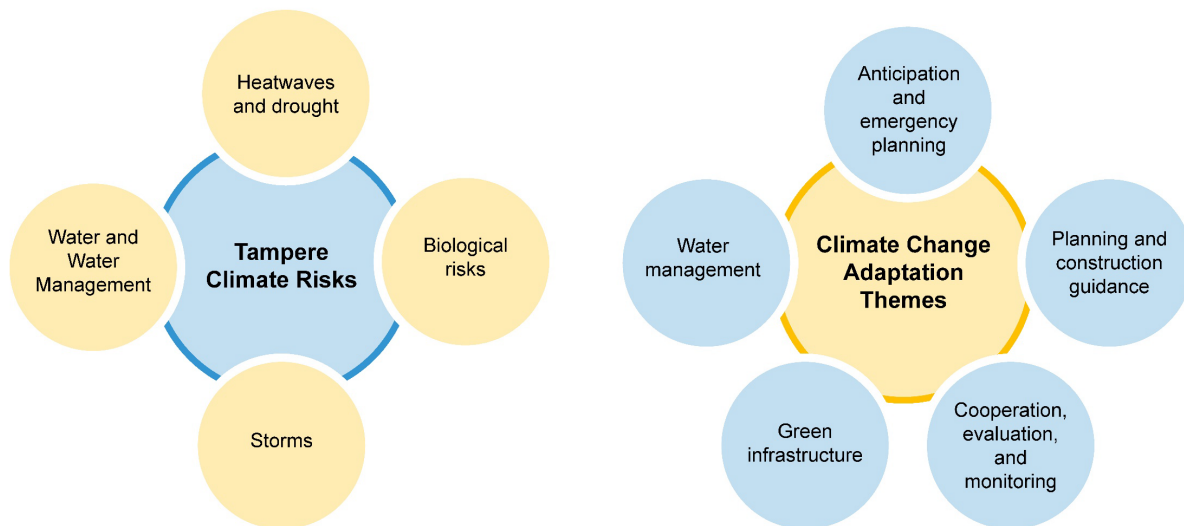 Heatwaves
and drought
Water and
Water
Management
Tampere
Climate Risks
Biological
risks
Storms
Anticipation
and
emergency
planning
Water
management
Climate Change
Adaptation
Themes
Planning and
construction
guidance
Green
infrastructure
Cooperation,
evaluation,
and
monitoring